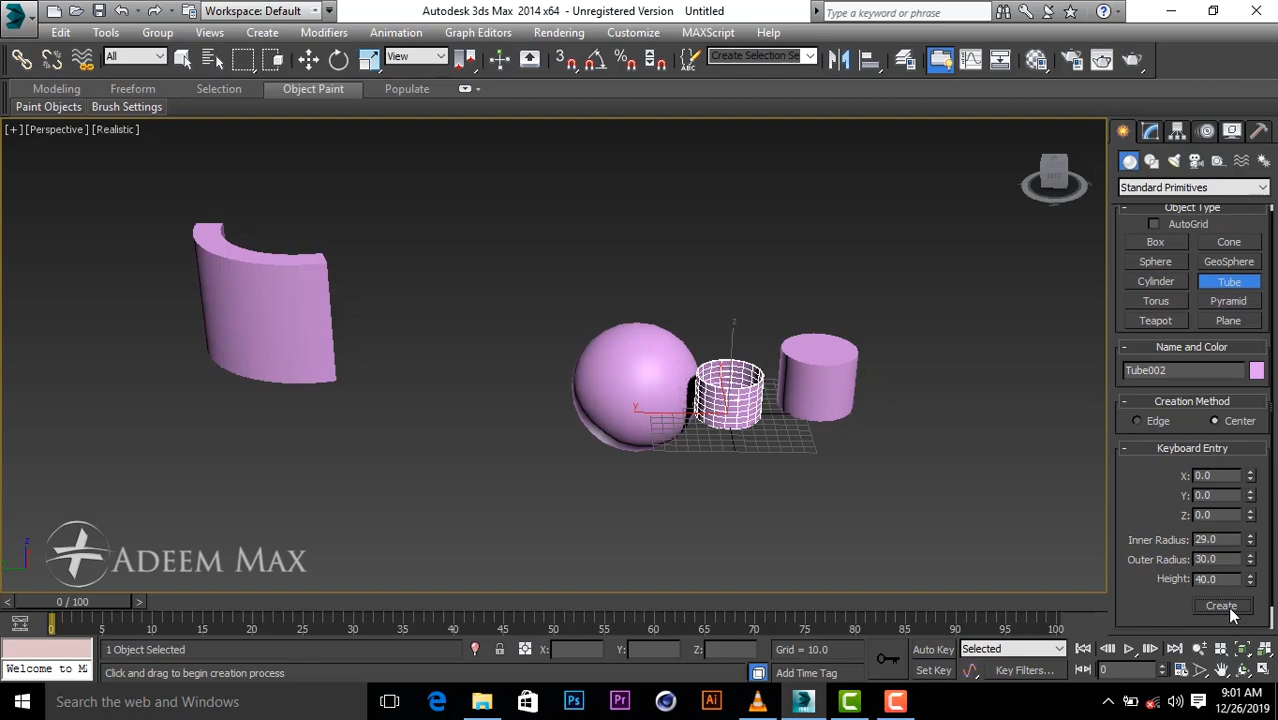 Workspace: Default
Autodesk 3ds Max 2014 x64 - Unregistered Version Untitled
Type a keyword or phrase
Edit Tools Group Views Create Modifiers Animation Graph Editors Rendering Customize MAXScript Help
All View Create Selection Se
Modeling Freeform Selection Object Paint Populate
Paint Objects Brush Settings
[+][Perspective][Realistic]
Standard Primitives
Object Type
AutoGrid
Box Cone
Sphere GeoSphere
Cylinder Tube
Torus Pyramid
Teapot Plane
Name and Color
Tube002
Creation Method
Edge Center
Keyboard Entry
X: 0.0
Y: 0.0
Z: 0.0
Inner Radius: 29.0
Outer Radius: 30.0
Height: 40.0
Create
z
y
z
ADEEM MAX
< 0 / 100 >
0 5 10 15 20 25 30 35 40 45 50 55 60 65 70 75 80 85 90 95 100
1 Object Selected X: Y: Z: Grid = 10.0 Auto Key Selected
Welcome to M Click and drag to begin creation process Add Time Tag Set Key Key Filters... 0
Search the web and Windows
Ps Pr Ai
9:01 AM
12/26/2019